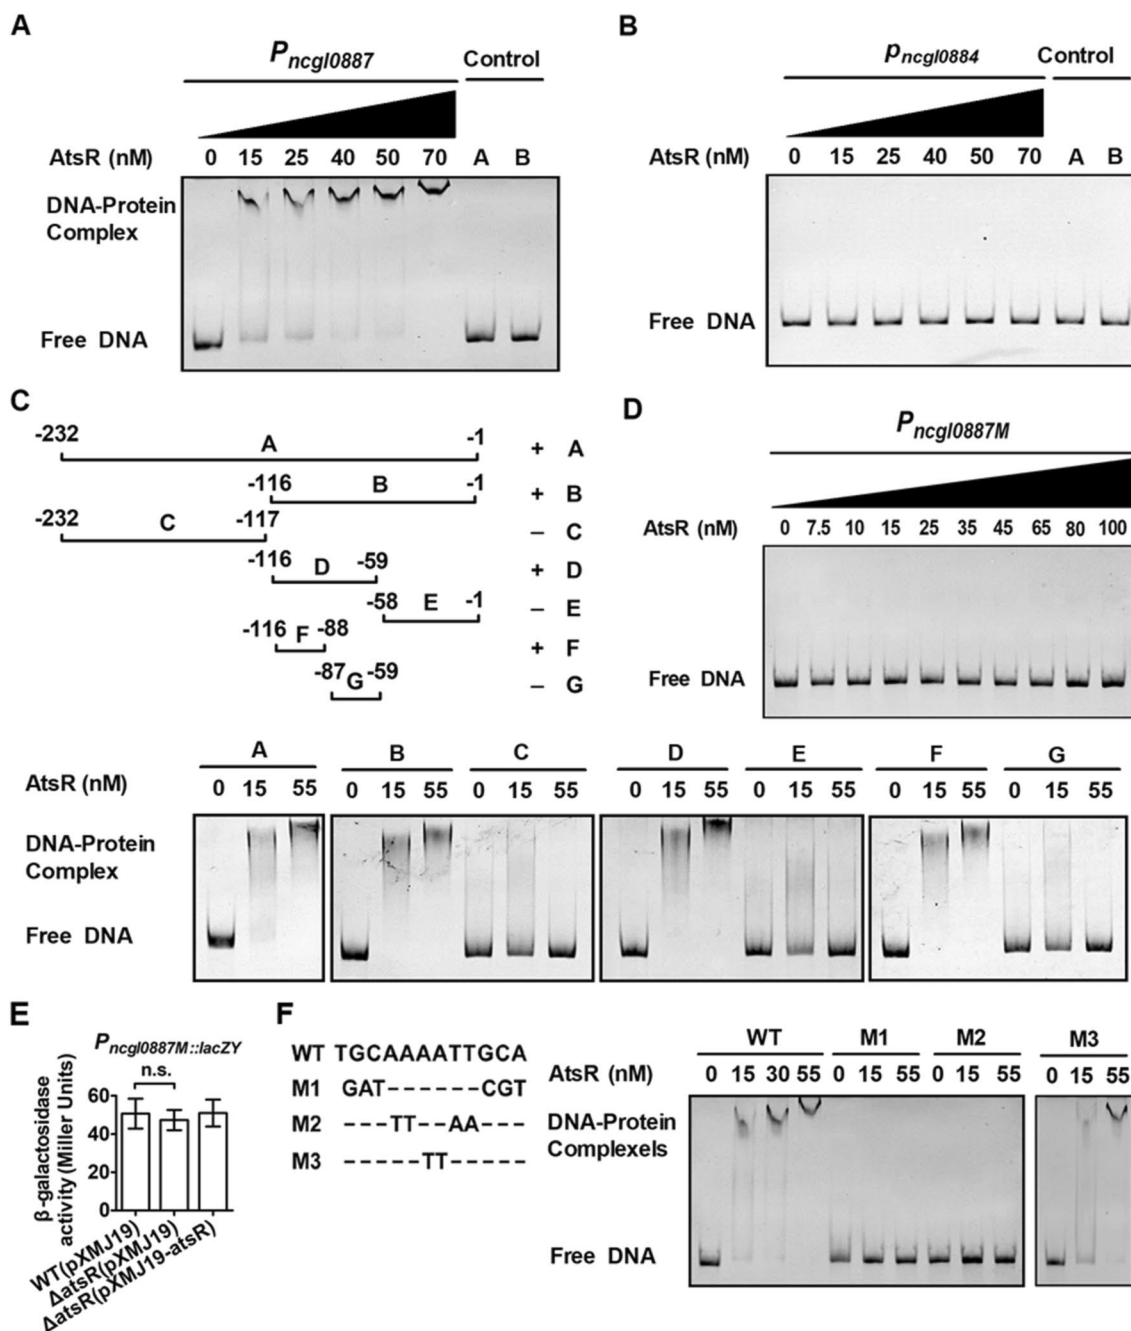 A
P ncgl0887
Control
AtsR (nM) 0 15 25 40 50 70 A B
DNA-Protein
Complex
Free DNA
B
p ncgl0884
Control
AtsR (nM) 0 15 25 40 50 70 A B
Free DNA
C
-232 A -1 + A
-116 B -1 + B
-232 C -117 – C
-116 D -59 + D
-58 E -1 – E
-116 F -88 + F
-87 G -59 – G
D
P ncgl0887M
AtsR (nM) 0 7.5 10 15 25 35 45 65 80 100
Free DNA
A B C D E F G
AtsR (nM) 0 15 55 0 15 55 0 15 55 0 15 55 0 15 55 0 15 55 0 15 55
DNA-Protein
Complex
Free DNA
E
P ncgl0887M::lacZY
n.s.
β-galactosidase
activity (Miller Units)
60
40
20
0
WT(pXMJ19)
ΔatsR(pXMJ19)
ΔatsR(pXMJ19-atsR)
F
WT TGCAAAATTGCA
M1 GAT------CGT
M2 ---TT--AA---
M3 -----TT-----
WT M1 M2 M3
AtsR (nM) 0 15 30 55 0 15 55 0 15 55 0 15 55
DNA-Protein
Complexels
Free DNA